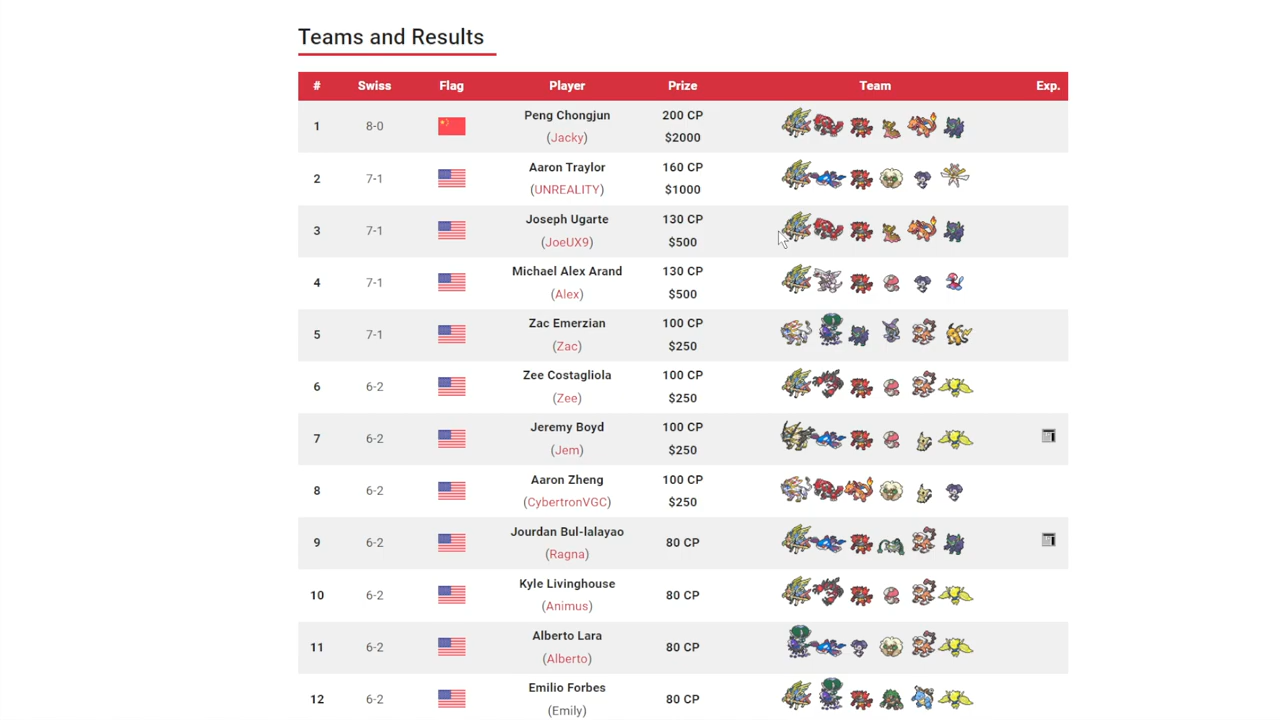 Teams and Results
# Swiss Flag Player Prize Team Exp.
1 8-0 Peng Chongjun 200 CP
(Jacky) $2000
2 7-1 Aaron Traylor 160 CP
(UNREALITY) $1000
3 7-1 Joseph Ugarte 130 CP
(JoeUX9) $500
4 7-1 Michael Alex Arand 130 CP
(Alex) $500
5 7-1 Zac Emerzian 100 CP
(Zac) $250
6 6-2 Zee Costagliola 100 CP
(Zee) $250
7 6-2 Jeremy Boyd 100 CP
(Jem) $250
8 6-2 Aaron Zheng 100 CP
(CybertronVGC) $250
9 6-2 Jourdan Bul-lalayao 80 CP
(Ragna)
10 6-2 Kyle Livinghouse 80 CP
(Animus)
11 6-2 Alberto Lara 80 CP
(Alberto)
12 6-2 Emilio Forbes 80 CP
(Emily)